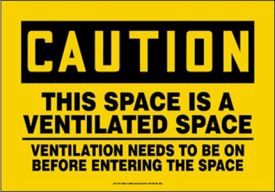 CAUTION
THIS SPACE IS A
VENTILATED SPACE
VENTILATION NEEDS TO BE ON
BEFORE ENTERING THE SPACE